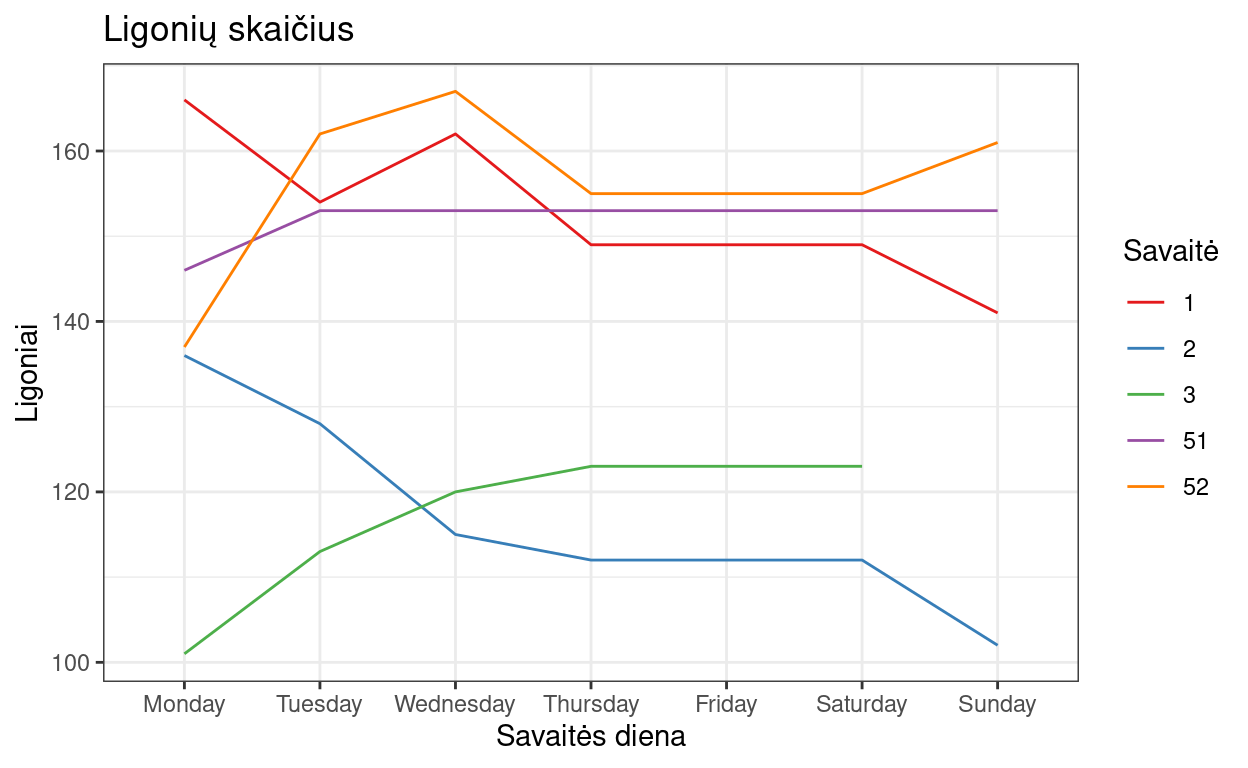 Ligonių skaičius
160
140
120
100
Ligoniai
Monday Tuesday Wednesday Thursday Friday Saturday Sunday
Savaitės diena
Savaitė
1
2
3
51
52